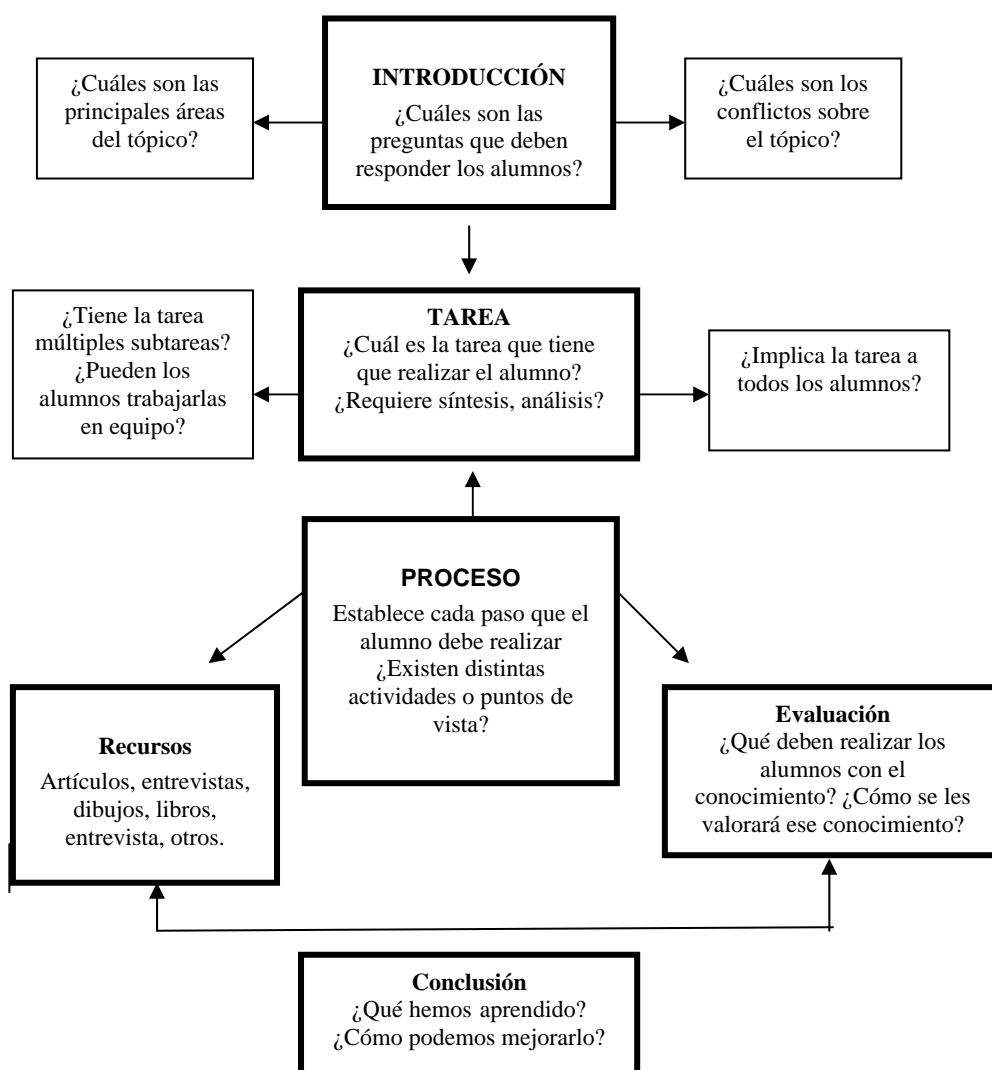 INTRODUCCIÓN
¿Cuáles son las
preguntas que deben
responder los alumnos?
¿Cuáles son las
principales áreas
del tópico?
¿Cuáles son los
conflictos sobre
el tópico?
TAREA
¿Cuál es la tarea que tiene
que realizar el alumno?
¿Requiere síntesis, análisis?
¿Tiene la tarea
múltiples subtareas?
¿Pueden los
alumnos trabajarlas
en equipo?
¿Implica la tarea a
todos los alumnos?
PROCESO
Establece cada paso que el
alumno debe realizar
¿Existen distintas
actividades o puntos de
vista?
Recursos
Artículos, entrevistas,
dibujos, libros,
entrevista, otros.
Evaluación
¿Qué deben realizar los
alumnos con el
conocimiento? ¿Cómo se les
valorará ese conocimiento?
Conclusión
¿Qué hemos aprendido?
¿Cómo podemos mejorarlo?